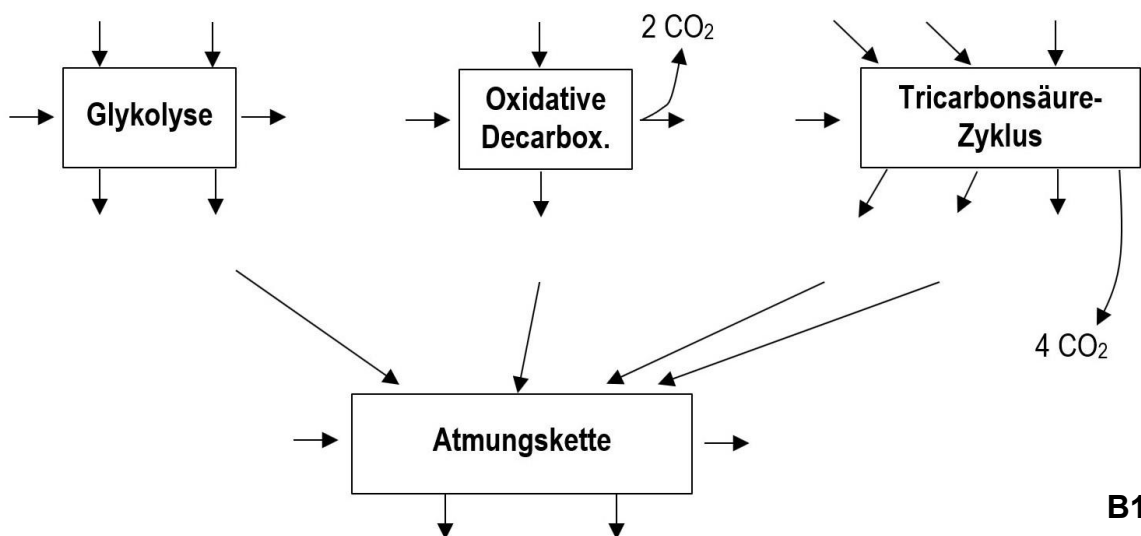 2 CO₂
Glykolyse
Oxidative
Decarbox.
Tricarbonsäure-
Zyklus
4 CO₂
Atmungskette
B1